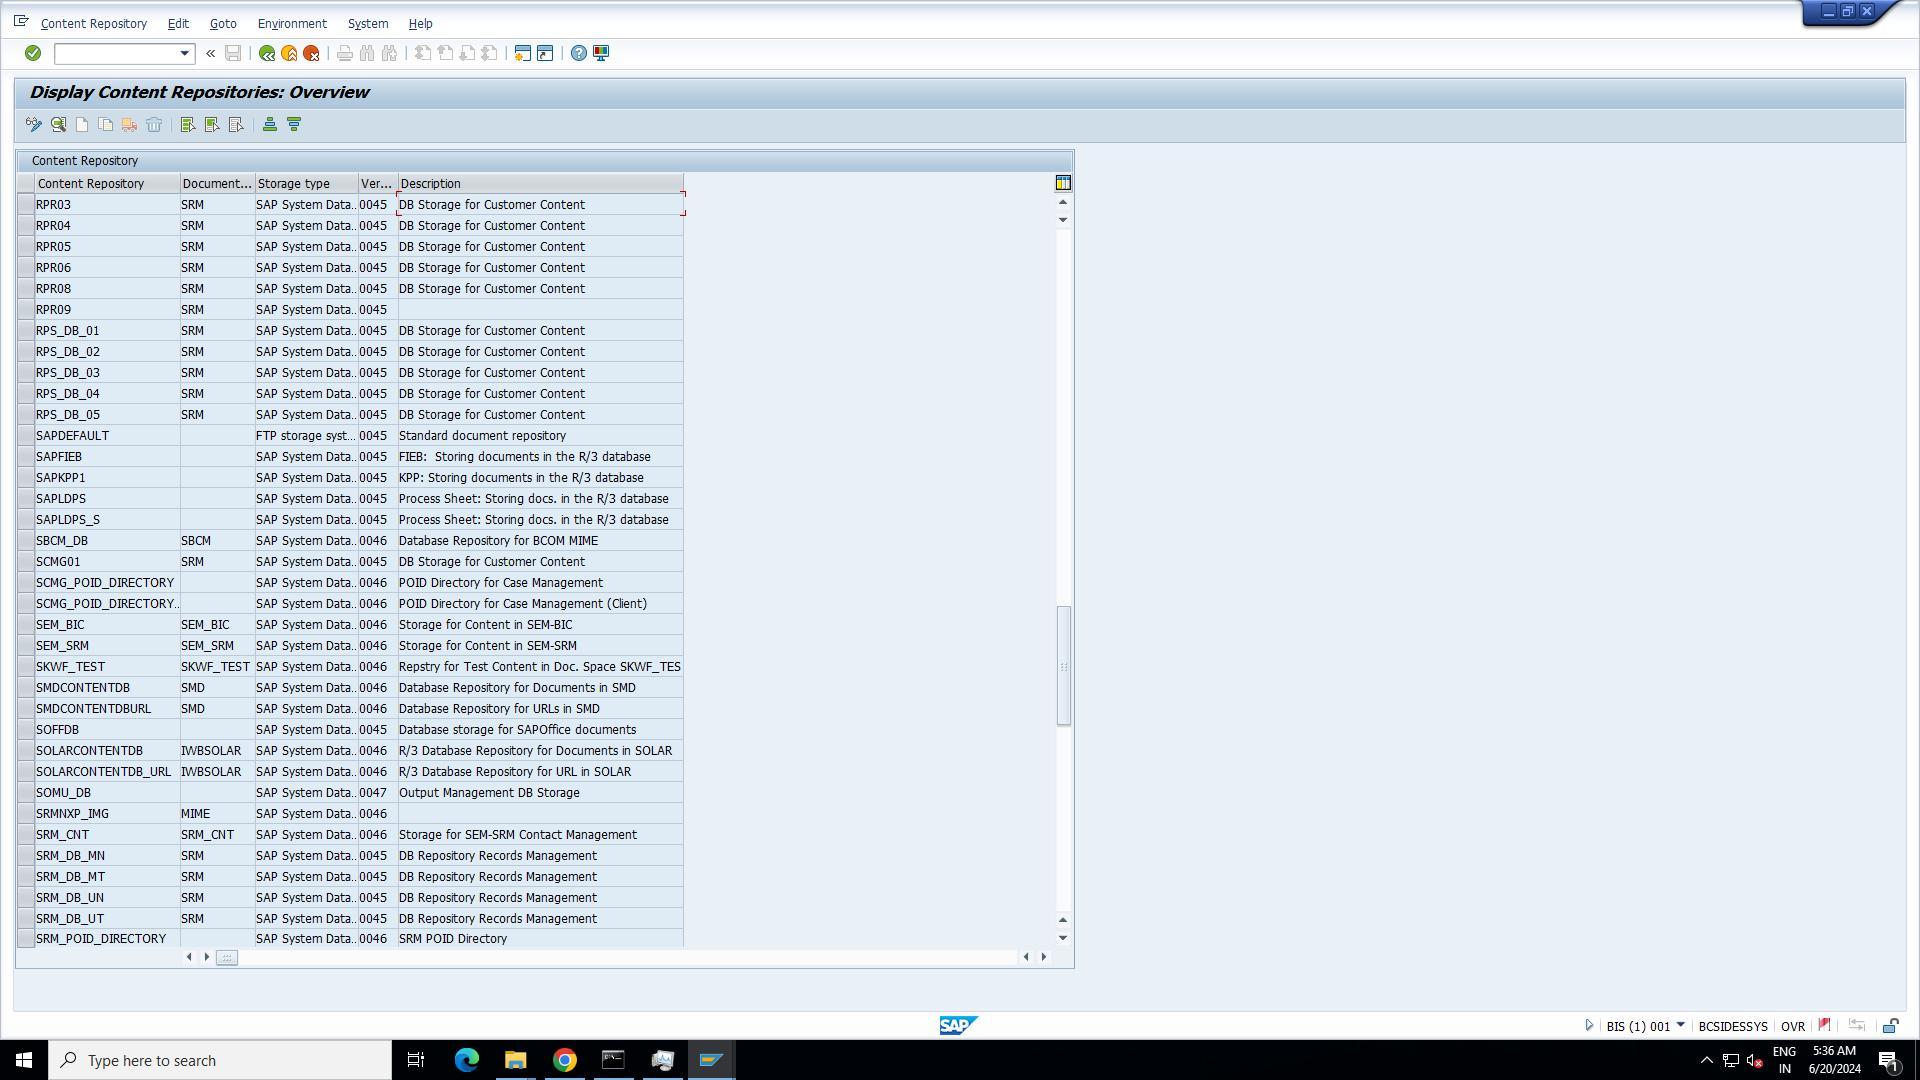 Content Repository Edit Goto Environment System Help
Display Content Repositories: Overview
Content Repository
Content Repository Document... Storage type Ver... Description
RPR03 SRM SAP System Data.. 0045 DB Storage for Customer Content
RPR04 SRM SAP System Data.. 0045 DB Storage for Customer Content
RPR05 SRM SAP System Data.. 0045 DB Storage for Customer Content
RPR06 SRM SAP System Data.. 0045 DB Storage for Customer Content
RPR08 SRM SAP System Data.. 0045 DB Storage for Customer Content
RPR09 SRM SAP System Data.. 0045
RPS_DB_01 SRM SAP System Data.. 0045 DB Storage for Customer Content
RPS_DB_02 SRM SAP System Data.. 0045 DB Storage for Customer Content
RPS_DB_03 SRM SAP System Data.. 0045 DB Storage for Customer Content
RPS_DB_04 SRM SAP System Data.. 0045 DB Storage for Customer Content
RPS_DB_05 SRM SAP System Data.. 0045 DB Storage for Customer Content
SAPDEFAULT FTP storage syst... 0045 Standard document repository
SAPFIEB SAP System Data.. 0045 FIEB: Storing documents in the R/3 database
SAPKPP1 SAP System Data.. 0045 KPP: Storing documents in the R/3 database
SAPLDPS SAP System Data.. 0045 Process Sheet: Storing docs. in the R/3 database
SAPLDPS_S SAP System Data.. 0045 Process Sheet: Storing docs. in the R/3 database
SBCM_DB SBCM SAP System Data.. 0046 Database Repository for BCOM MIME
SCMG01 SRM SAP System Data.. 0045 DB Storage for Customer Content
SCMG_POID_DIRECTORY SAP System Data.. 0046 POID Directory for Case Management
SCMG_POID_DIRECTORY.. SAP System Data.. 0046 POID Directory for Case Management (Client)
SEM_BIC SEM_BIC SAP System Data.. 0046 Storage for Content in SEM-BIC
SEM_SRM SEM_SRM SAP System Data.. 0046 Storage for Content in SEM-SRM
SKWF_TEST SKWF_TEST SAP System Data.. 0046 Repstry for Test Content in Doc. Space SKWF_TES
SMDCONTENTDB SMD SAP System Data.. 0046 Database Repository for Documents in SMD
SMDCONTENTDBURL SMD SAP System Data.. 0046 Database Repository for URLs in SMD
SOFFDB SAP System Data.. 0045 Database storage for SAPOffice documents
SOLARCONTENTDB IWBSOLAR SAP System Data.. 0046 R/3 Database Repository for Documents in SOLAR
SOLARCONTENTDB_URL IWBSOLAR SAP System Data.. 0046 R/3 Database Repository for URL in SOLAR
SOMU_DB SAP System Data.. 0047 Output Management DB Storage
SRMNXP_IMG MIME SAP System Data.. 0046
SRM_CNT SRM_CNT SAP System Data.. 0046 Storage for SEM-SRM Contact Management
SRM_DB_MN SRM SAP System Data.. 0045 DB Repository Records Management
SRM_DB_MT SRM SAP System Data.. 0045 DB Repository Records Management
SRM_DB_UN SRM SAP System Data.. 0045 DB Repository Records Management
SRM_DB_UT SRM SAP System Data.. 0045 DB Repository Records Management
SRM_POID_DIRECTORY SAP System Data.. 0046 SRM POID Directory
SAP BIS (1) 001 BCSIDESSYS OVR
Type here to search
ENG 5:36 AM
IN 6/20/2024 1